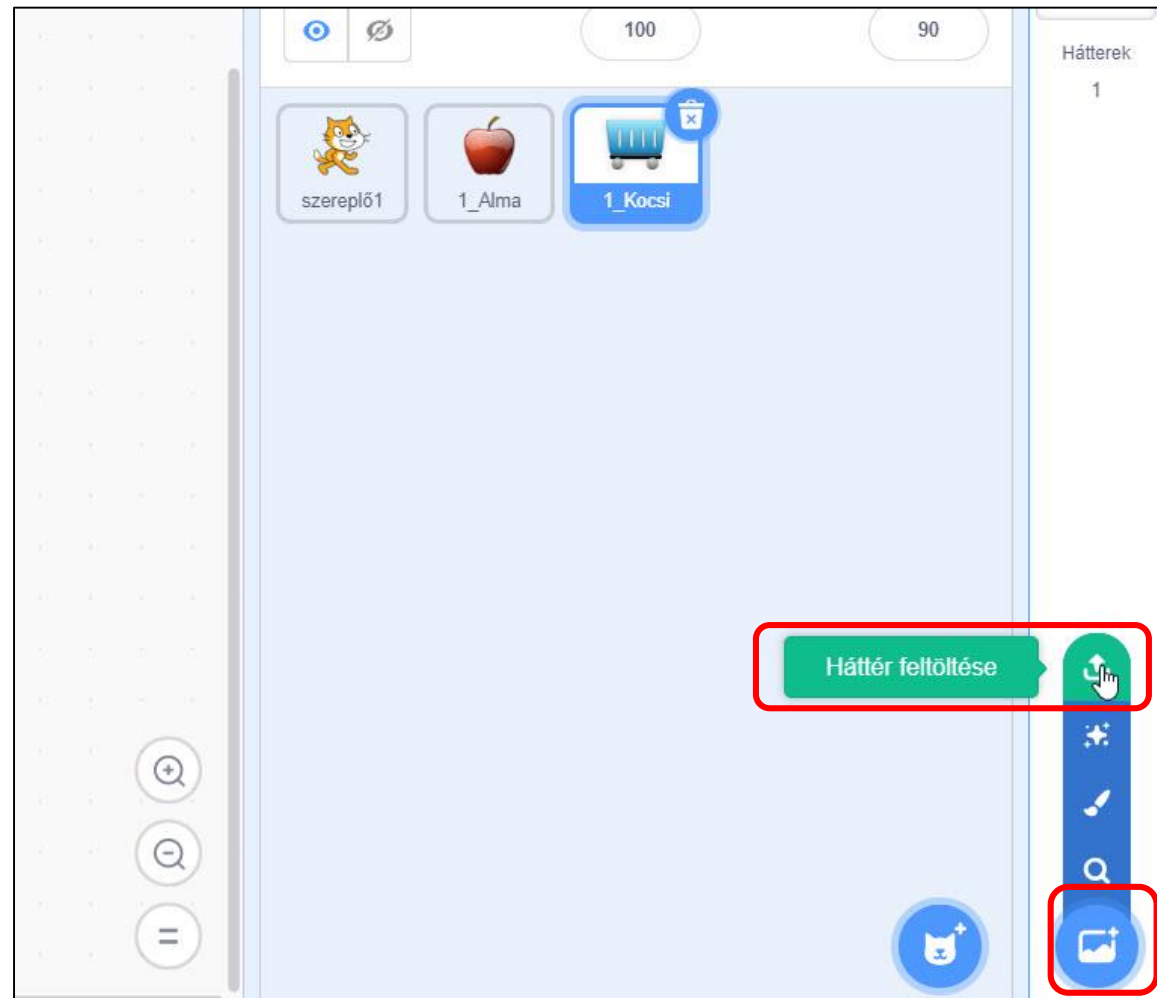 100
90
Hátterek
1
szereplő1
1_Alma
1_Kocsi
Háttér feltöltése